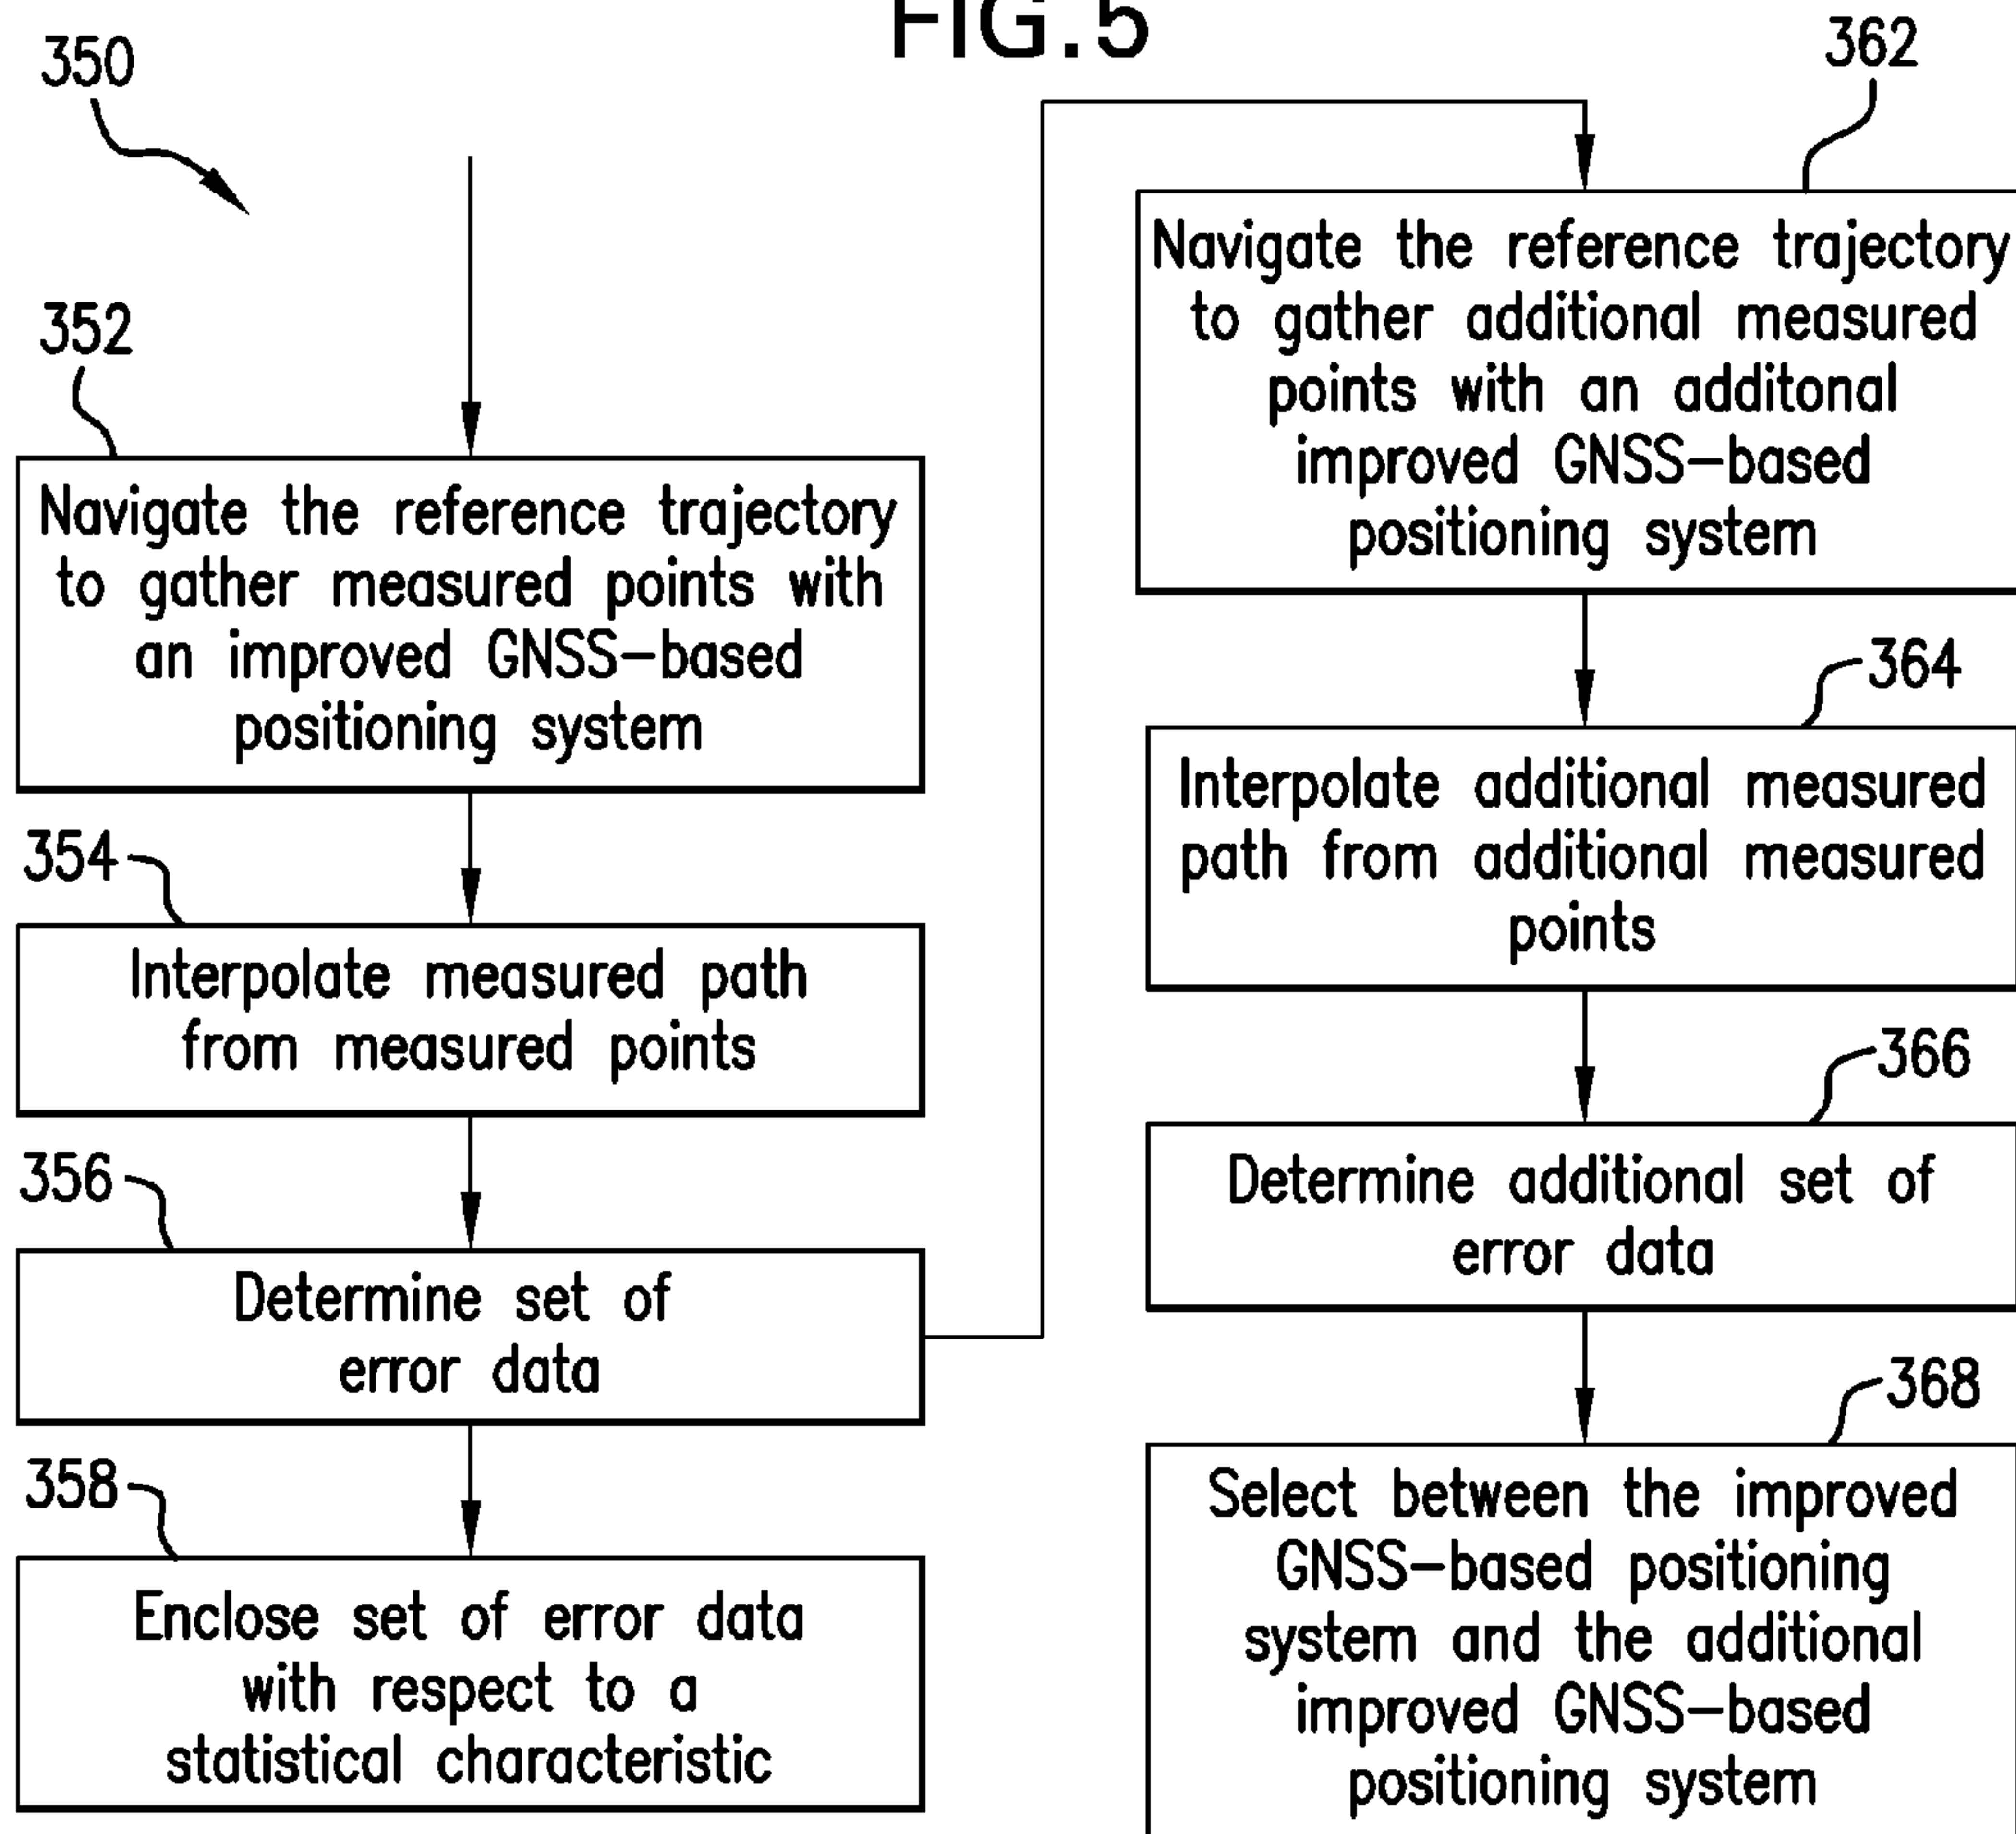 FIG.5
350
352
Navigate the reference trajectory
to gather measured points with
an improved GNSS-based
positioning system
354
Interpolate measured path
from measured points
356
Determine set of
error data
358
Enclose set of error data
with respect to a
statistical characteristic
362
Navigate the reference trajectory
to gather additional measured
points with an additonal
improved GNSS-based
positioning system
364
Interpolate additional measured
path from additional measured
points
366
Determine additional set of
error data
368
Select between the improved
GNSS-based positioning
system and the additional
improved GNSS-based
positioning system